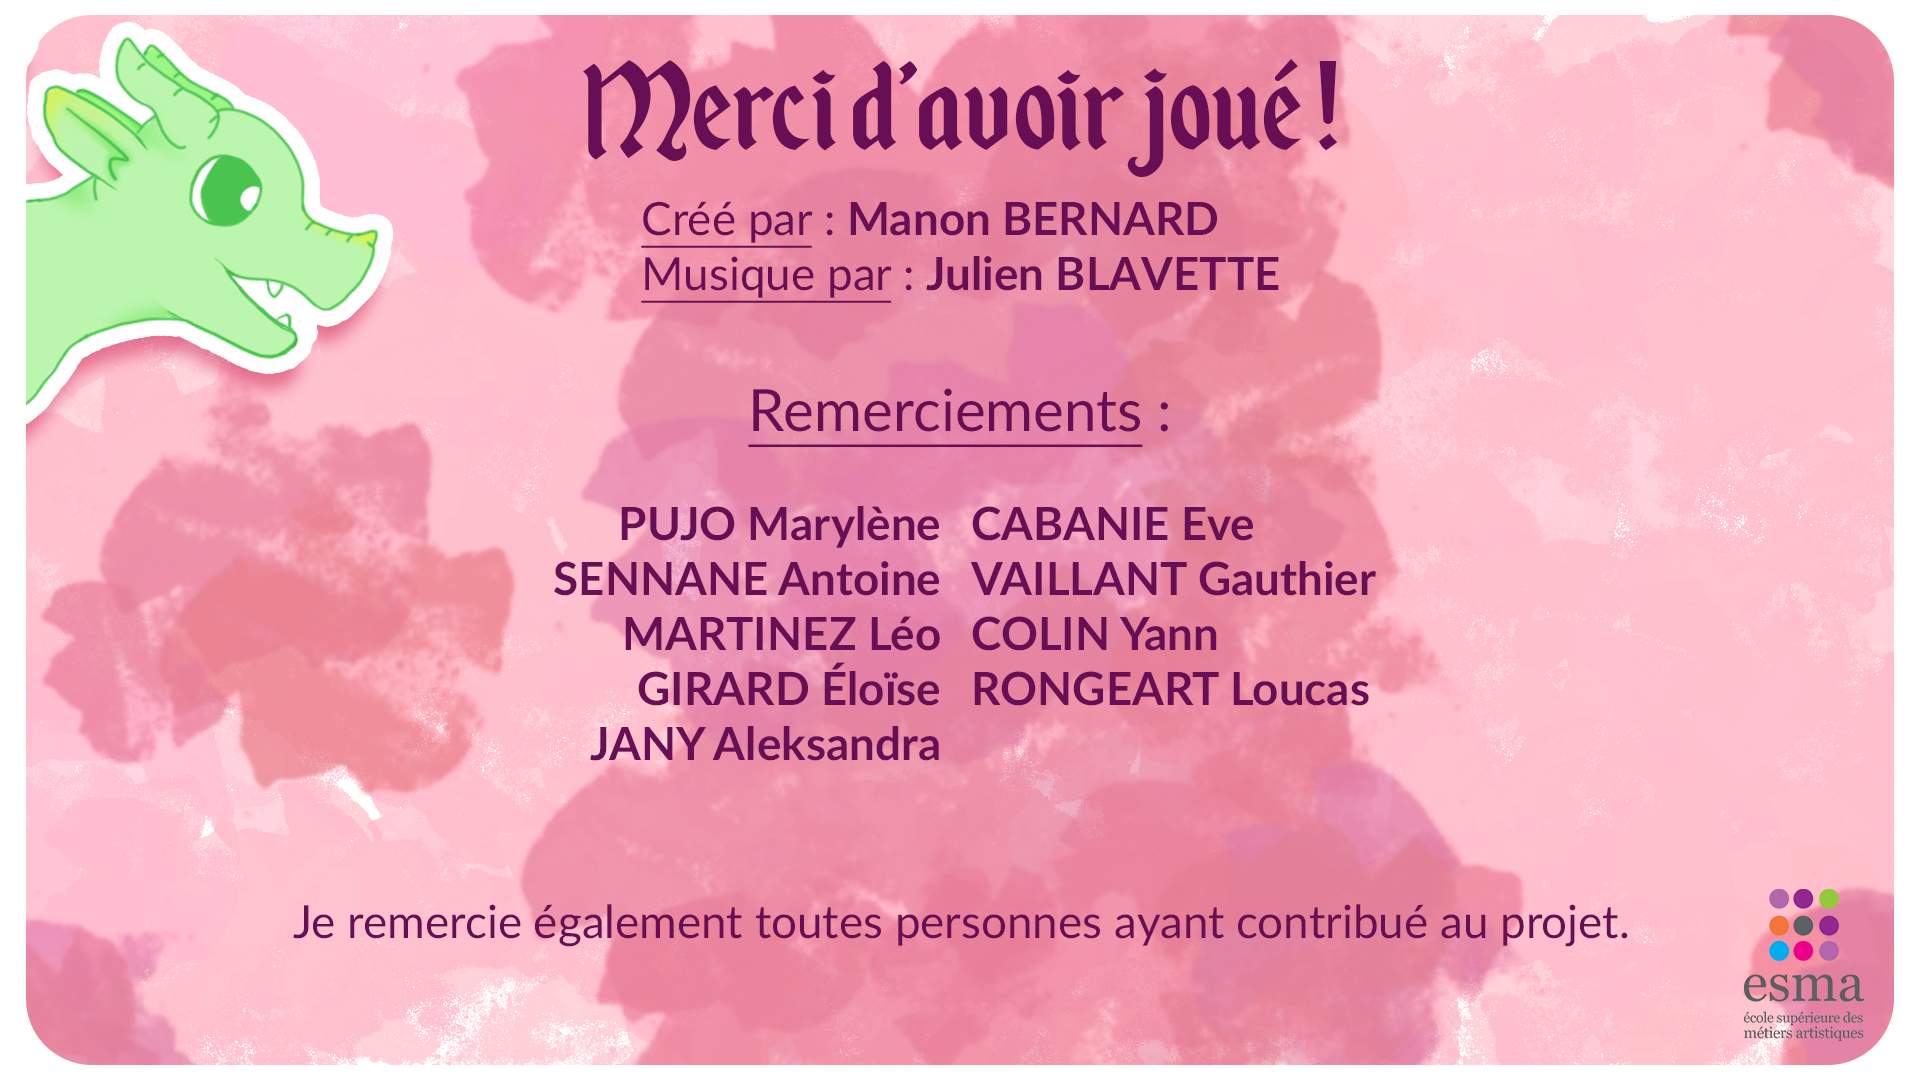 Merci d'avoir joué !
Créé par : Manon BERNARD
Musique par : Julien BLAVETTE
Remerciements :
PUJO Marylène
SENNANE Antoine
MARTINEZ Léo
GIRARD Éloïse
JANY Aleksandra
CABANIE Eve
VAILLANT Gauthier
COLIN Yann
RONGEART Loucas
Je remercie également toutes personnes ayant contribué au projet.
esma
école supérieure des
métiers artistiques